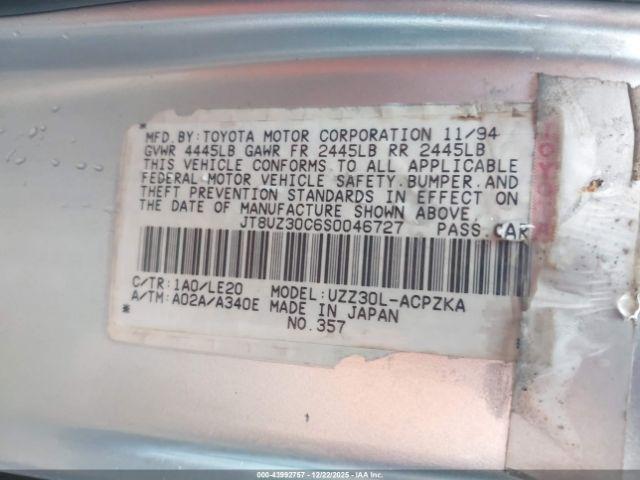 MFD. BY: TOYOTA MOTOR CORPORATION 11/94
GVWR 4445LB GAWR FR 2445LB RR 2445LB
THIS VEHICLE CONFORMS TO ALL APPLICABLE
FEDERAL MOTOR VEHICLE SAFETY, BUMPER, AND
THEFT PREVENTION STANDARDS IN EFFECT ON
THE DATE OF MANUFACTURE SHOWN ABOVE.
JT8UZ30C6S0046727 PASS. CAR
C/TR: 1A0/LE20 MODEL: UZZ30L-ACPZKA
A/TM: A02A/A340E MADE IN JAPAN
* NO. 357
000-43992757 - 12/22/2025 - IAA, Inc.